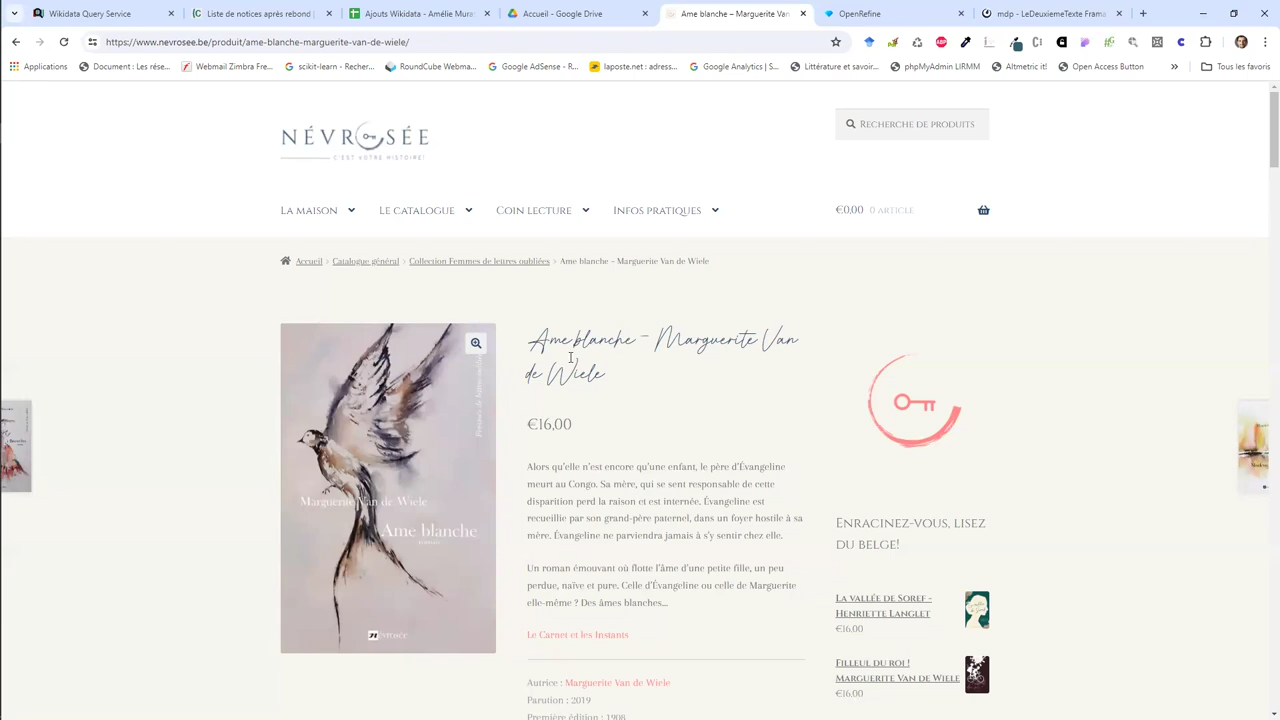 Wikidata Query Servic
Liste de notices après rebond
Ajouts Wikidata - Âme blanc
Accueil - Google Drive
Ame blanche – Marguerite Van
OpenRefine
mdp - LeDeuxiemeTexte Frama
https://www.nevrosee.be/produit/ame-blanche-marguerite-van-de-wiele/
Applications
Document : Les rése...
Webmail Zimbra Fre...
scikit-learn - Recher...
RoundCube Webma...
Google AdSense - R...
laposte.net : adress...
Google Analytics | S...
Littérature et savoir...
phpMyAdmin LIRMM
Altmetric it!
Open Access Button
Tous les favoris
NÉVROSÉE
C'EST VOTRE HISTOIRE!
Recherche de produits
La maison
Le catalogue
Coin lecture
Infos pratiques
€0,00 0 article
Accueil › Catalogue général › Collection Femmes de lettres oubliées › Ame blanche – Marguerite Van de Wiele
Marguerite Van de Wiele
Ame blanche
roman
névrosée
Ame blanche – Marguerite Van
de Wiele
€16,00
Alors qu'elle n'est encore qu'une enfant, le père d'Évangeline
meurt au Congo. Sa mère, qui se sent responsable de cette
disparition perd la raison et est internée. Évangeline est
recueillie par son grand-père paternel, dans un foyer hostile à sa
mère. Évangeline ne parviendra jamais à s'y sentir chez elle.
Un roman émouvant où flotte l'âme d'une petite fille, un peu
perdue, naïve et pure. Celle d'Évangeline ou celle de Marguerite
elle-même ? Des âmes blanches...
Le Carnet et les Instants
Autrice : Marguerite Van de Wiele
Parution : 2019
Première édition : 1908
Enracinez-vous, lisez
du belge!
La vallée de Soref -
Henriette Langlet
€16,00
Filleul du roi !
Marguerite Van de Wiele
€16,00